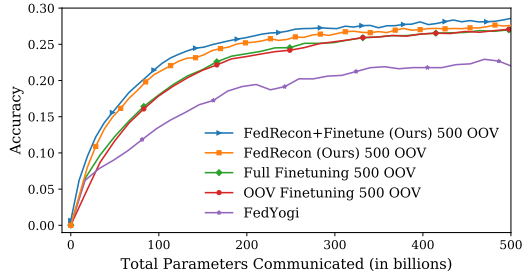 0.30
0.25
0.20
0.15
0.10
0.05
0.00
Accuracy
FedRecon+Finetune (Ours) 500 OOV
FedRecon (Ours) 500 OOV
Full Finetuning 500 OOV
OOV Finetuning 500 OOV
FedYogi
0 100 200 300 400 500
Total Parameters Communicated (in billions)